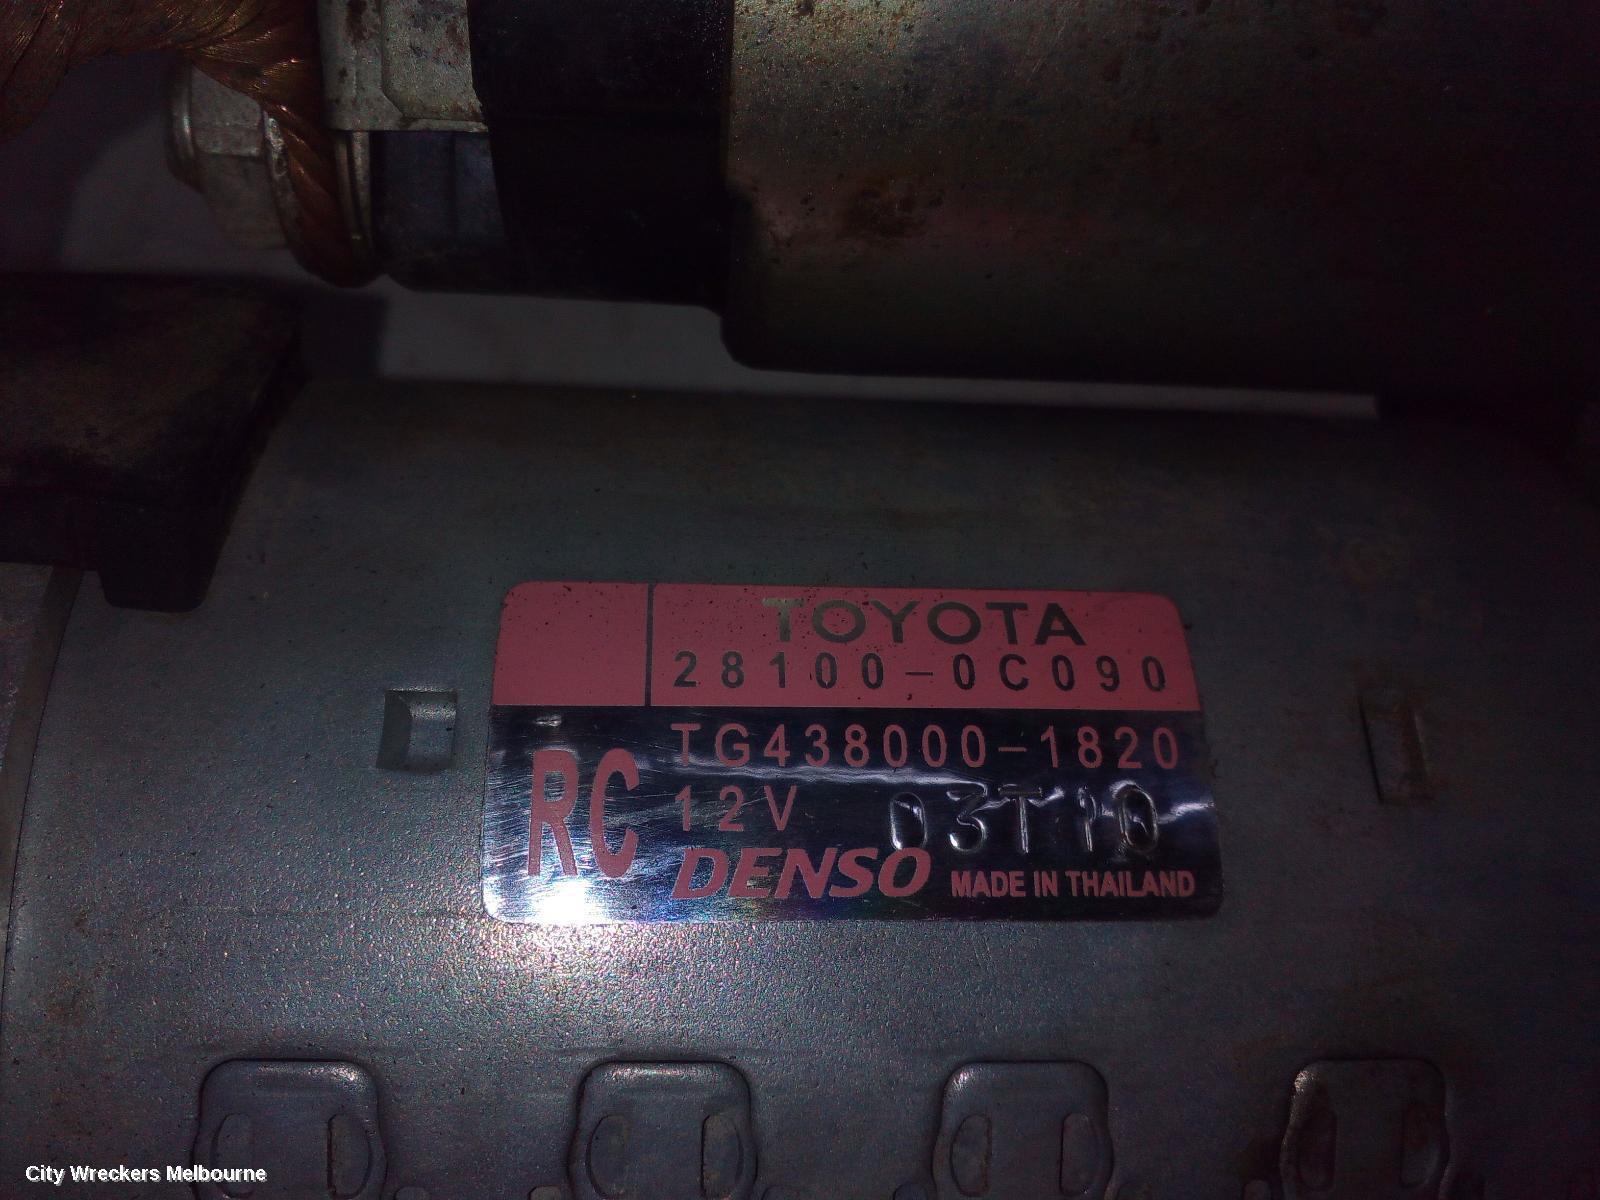 TOYOTA
28100-0C090
TG438000-1820
RC
12V 03T10
DENSO MADE IN THAILAND
City Wreckers Melbourne